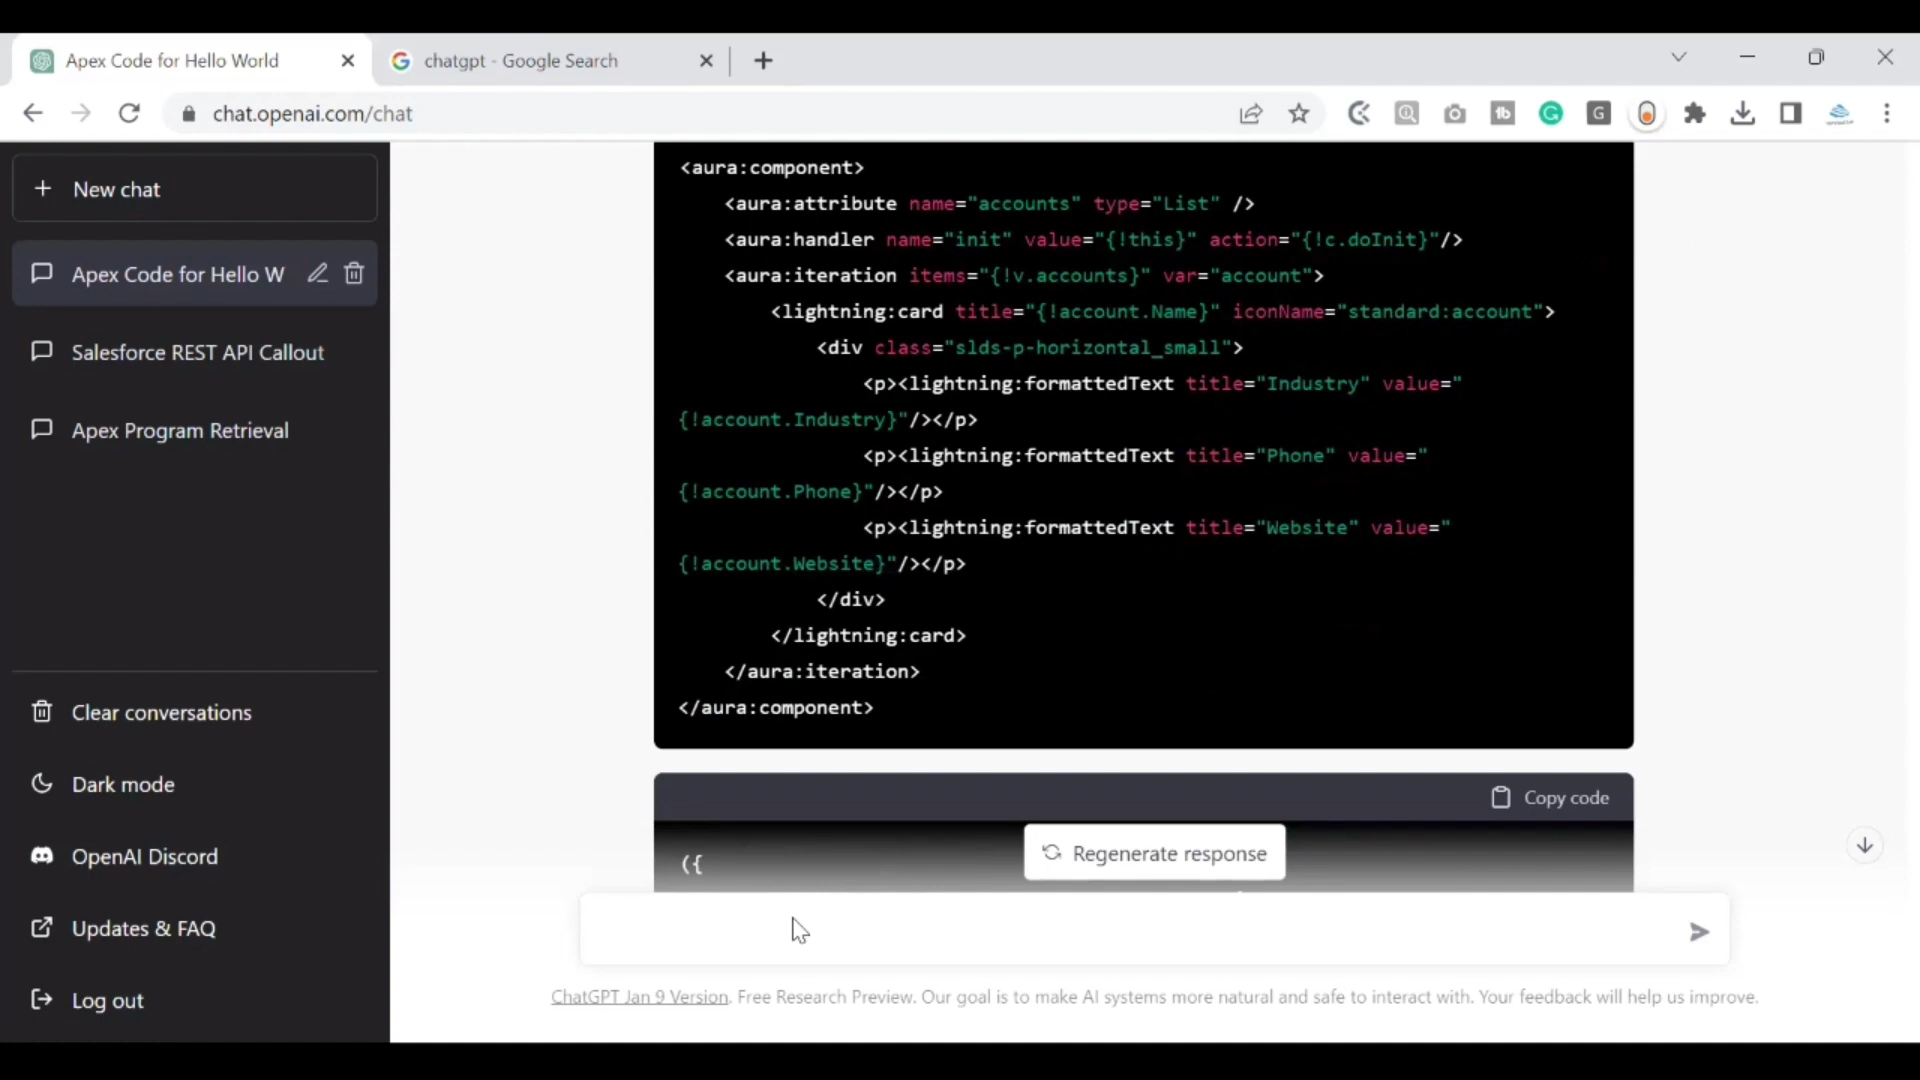 Apex Code for Hello World
chatgpt - Google Search
chat.openai.com/chat
New chat
Apex Code for Hello W
Salesforce REST API Callout
Apex Program Retrieval
Clear conversations
Dark mode
OpenAI Discord
Updates & FAQ
Log out
<aura:component>
<aura:attribute name="accounts" type="List" />
<aura:handler name="init" value="{!this}" action="{!c.doInit}"/>
<aura:iteration items="{!v.accounts}" var="account">
<lightning:card title="{!account.Name}" iconName="standard:account">
<div class="slds-p-horizontal_small">
<p><lightning:formattedText title="Industry" value="
{!account.Industry}"/></p>
<p><lightning:formattedText title="Phone" value="
{!account.Phone}"/></p>
<p><lightning:formattedText title="Website" value="
{!account.Website}"/></p>
</div>
</lightning:card>
</aura:iteration>
</aura:component>
Copy code
({
Regenerate response
ChatGPT Jan 9 Version. Free Research Preview. Our goal is to make AI systems more natural and safe to interact with. Your feedback will help us improve.